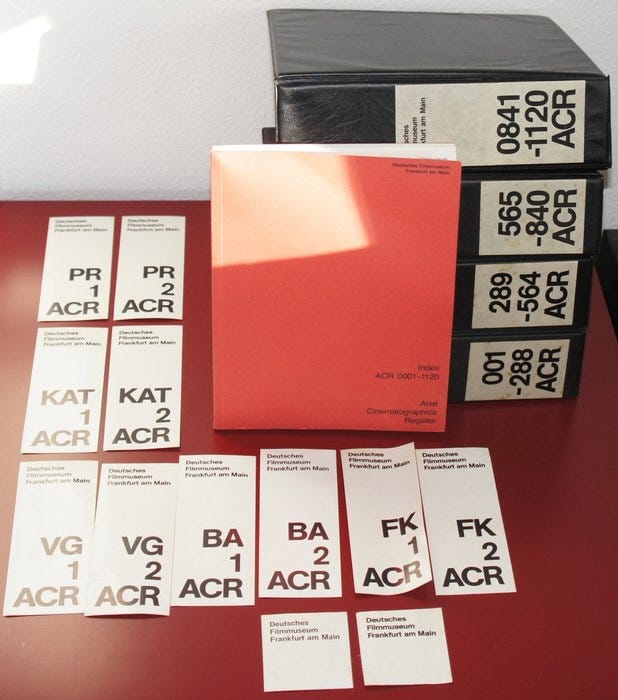 Deutsches Filmmuseum
Frankfurt am Main
Index
ACR 0001-1120
Ariel
Cinematographica
Register
am Main
0841
-1120
ACR
565
-840
ACR
289
-564
ACR
001
-288
ACR
Deutsches
Filmmuseum
Frankfurt am Main
PR
1
ACR
Deutsches
Filmmuseum
Frankfurt am Main
PR
2
ACR
Deutsches
Filmmuseum
Frankfurt am Main
KAT
1
ACR
Deutsches
Filmmuseum
Frankfurt am Main
KAT
2
ACR
Deutsches
Filmmuseum
Frankfurt am Main
VG
1
ACR
Deutsches
Filmmuseum
Frankfurt am Main
VG
2
ACR
Deutsches
Filmmuseum
Frankfurt am Main
BA
1
ACR
Deutsches
Filmmuseum
Frankfurt am Main
BA
2
ACR
Deutsches
Filmmuseum
Frankfurt am Main
FK
1
ACR
Deutsches
Filmmuseum
Frankfurt am Main
FK
2
ACR
Deutsches
Filmmuseum
Frankfurt am Main
Deutsches
Filmmuseum
Frankfurt am Main